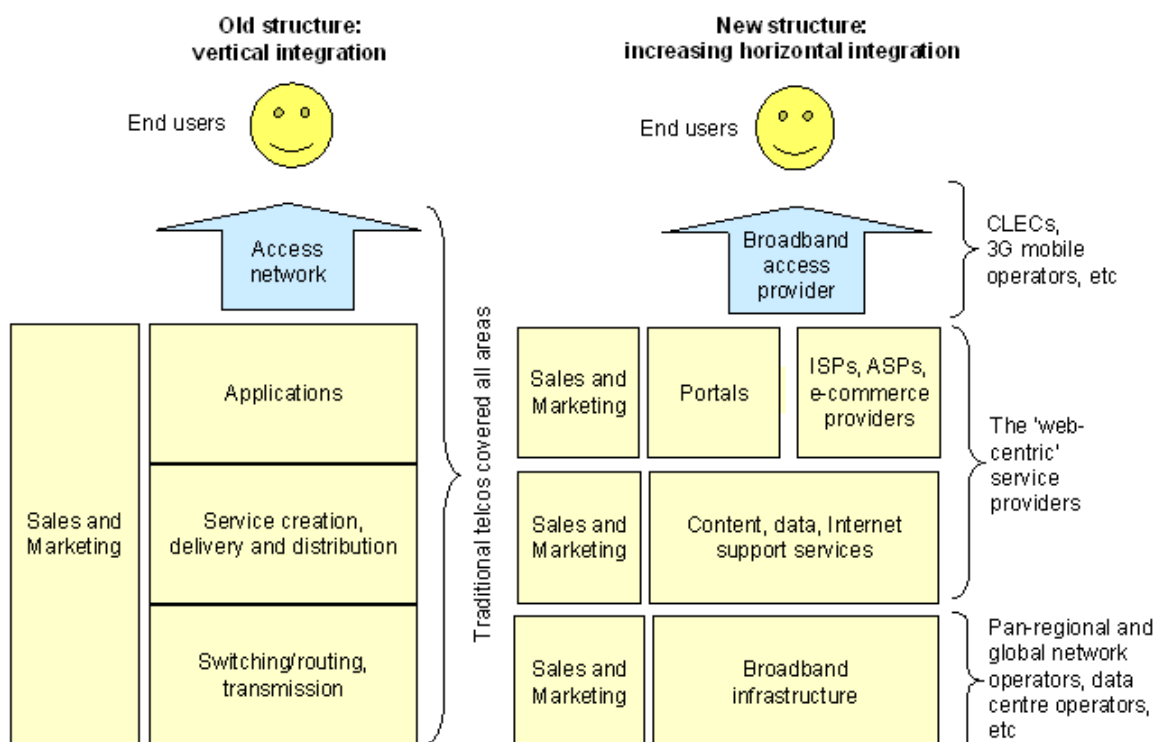 Old structure:
vertical integration
End users
Access
network
Applications
Sales and
Marketing
Service creation,
delivery and distribution
Switching/routing,
transmission
Traditional telcos covered all areas
New structure:
increasing horizontal integration
End users
Broadband
access
provider
CLECs,
3G mobile
operators, etc
Sales and
Marketing
Portals
ISPs, ASPs,
e-commerce
providers
The 'web-
centric'
service
providers
Sales and
Marketing
Content, data, Internet
support services
Sales and
Marketing
Broadband
infrastructure
Pan-regional and
global network
operators, data
centre operators,
etc